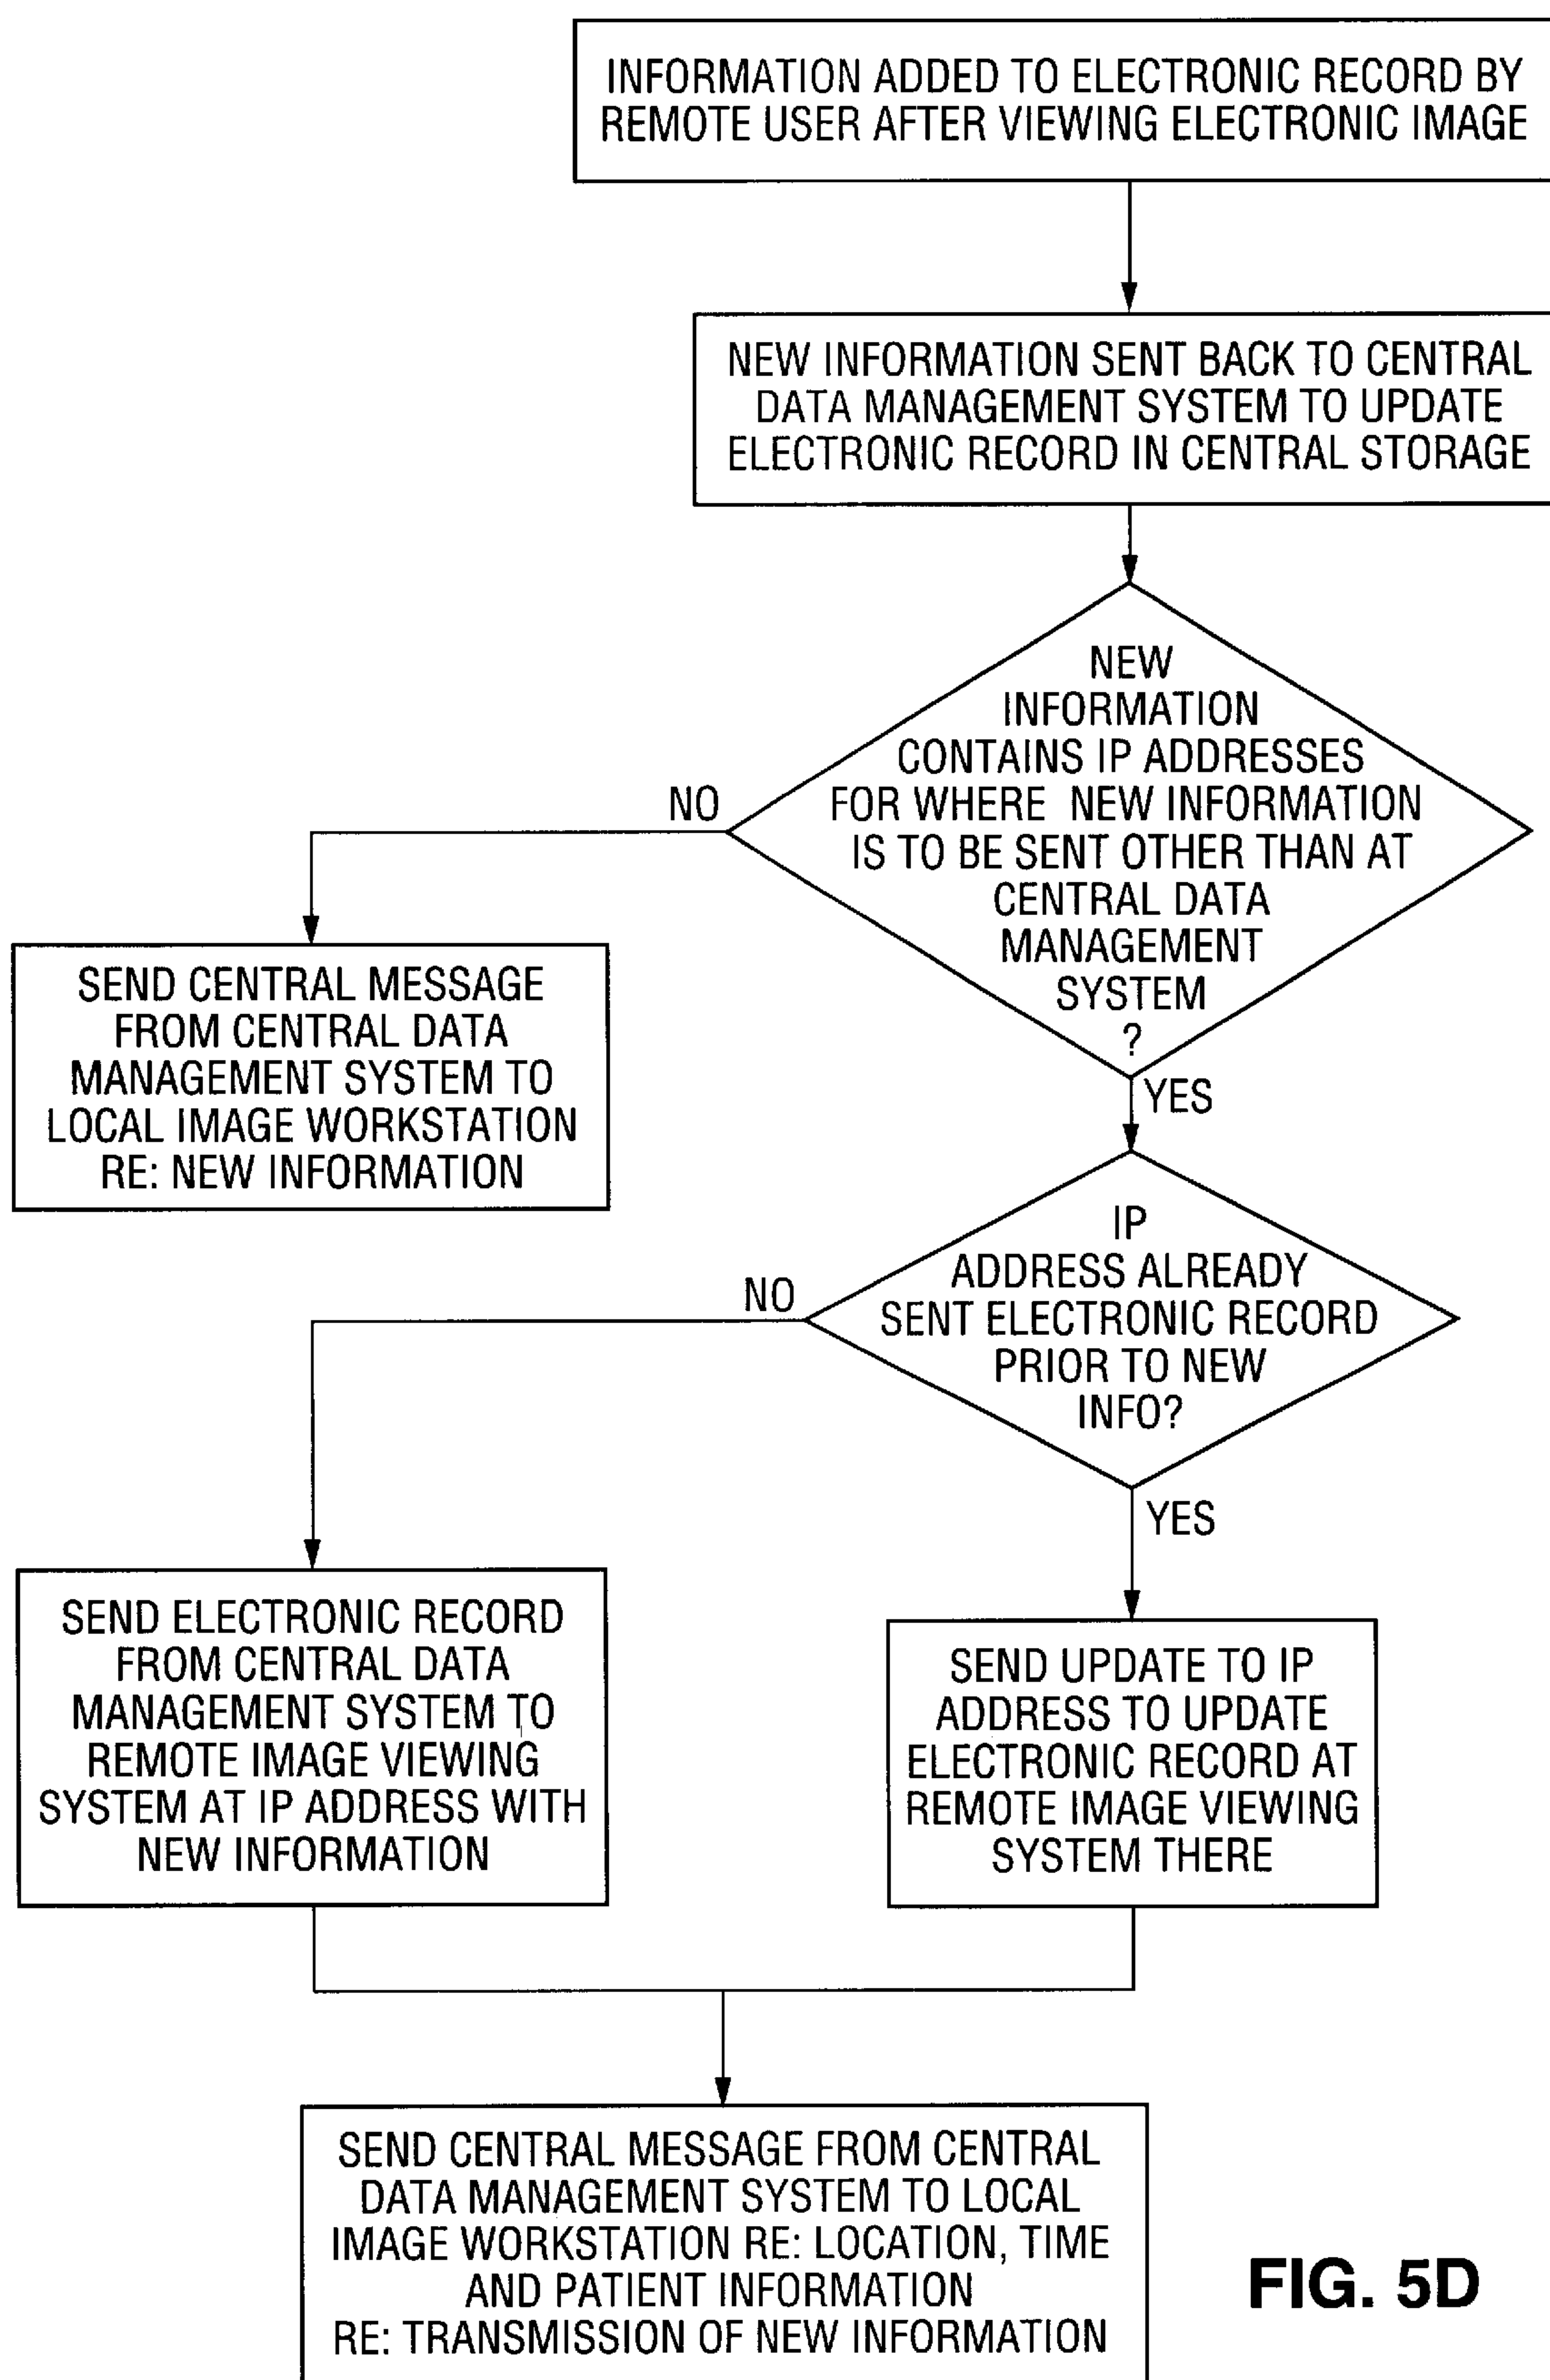 INFORMATION ADDED TO ELECTRONIC RECORD BY
REMOTE USER AFTER VIEWING ELECTRONIC IMAGE
NEW INFORMATION SENT BACK TO CENTRAL
DATA MANAGEMENT SYSTEM TO UPDATE
ELECTRONIC RECORD IN CENTRAL STORAGE
NEW
INFORMATION
CONTAINS IP ADDRESSES
FOR WHERE NEW INFORMATION
IS TO BE SENT OTHER THAN AT
CENTRAL DATA
MANAGEMENT
SYSTEM
?
NO
SEND CENTRAL MESSAGE
FROM CENTRAL DATA
MANAGEMENT SYSTEM TO
LOCAL IMAGE WORKSTATION
RE: NEW INFORMATION
YES
IP
ADDRESS ALREADY
SENT ELECTRONIC RECORD
PRIOR TO NEW
INFO?
NO
YES
SEND ELECTRONIC RECORD
FROM CENTRAL DATA
MANAGEMENT SYSTEM TO
REMOTE IMAGE VIEWING
SYSTEM AT IP ADDRESS WITH
NEW INFORMATION
SEND UPDATE TO IP
ADDRESS TO UPDATE
ELECTRONIC RECORD AT
REMOTE IMAGE VIEWING
SYSTEM THERE
SEND CENTRAL MESSAGE FROM CENTRAL
DATA MANAGEMENT SYSTEM TO LOCAL
IMAGE WORKSTATION RE: LOCATION, TIME
AND PATIENT INFORMATION
RE: TRANSMISSION OF NEW INFORMATION
FIG. 5D